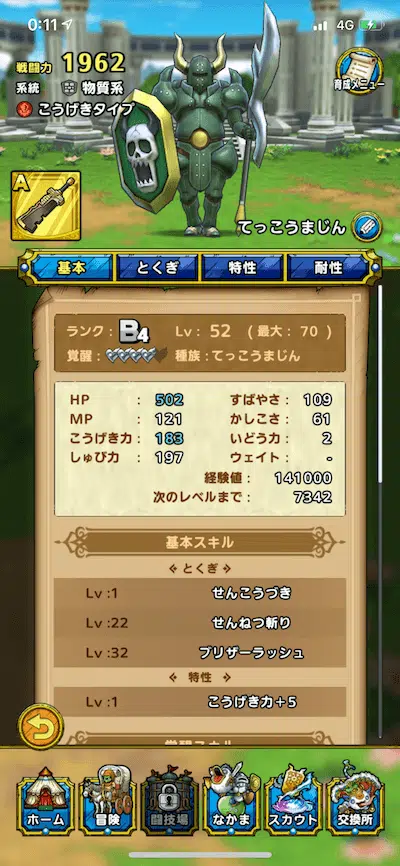 0:11 4G
戦闘力 1962
系統 物質系
こうげきタイプ
育成メニュー
A
てっこうまじん
基本 とくぎ 特性 耐性
ランク： B4 Lv： 52 （最大： 70 ）
覚醒： 種族：てっこうまじん
HP ： 502 すばやさ： 109
MP ： 121 かしこさ： 61
こうげき力： 183 いどう力： 2
しゅび力 ： 197 ウェイト： -
経験値： 141000
次のレベルまで： 7342
基本スキル
とくぎ
Lv :1 せんこうづき
Lv :22 せんねつ斬り
Lv :32 ブリザーラッシュ
特性
Lv :1 こうげき力＋5
覚醒スキル
ホーム 冒険 闘技場 なかま スカウト 交換所